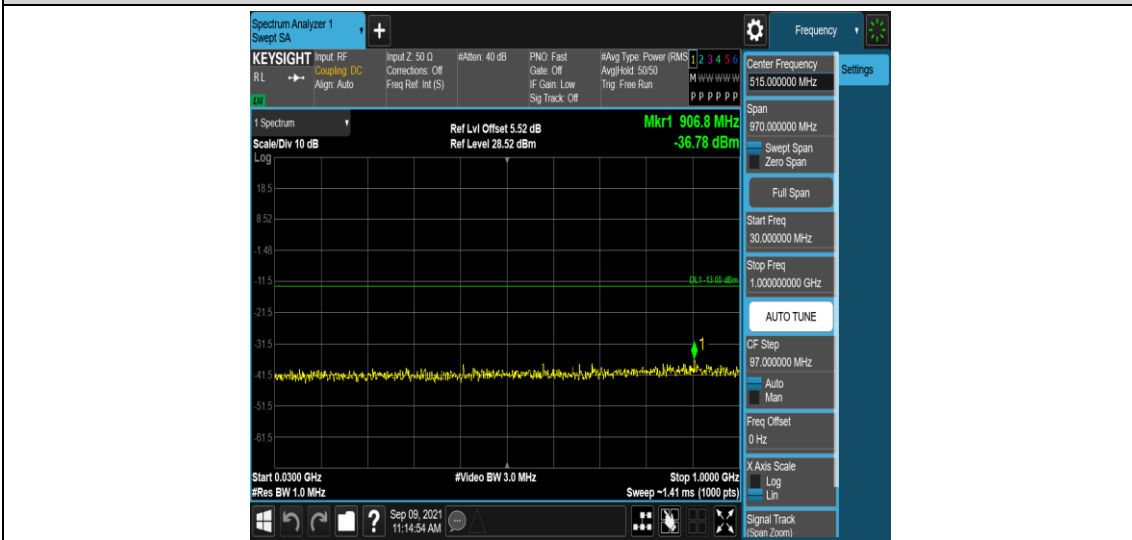 Spectrum Analyzer 1
Swept SA
+
Frequency
KEYSIGHT
RL
LXI
Input: RF
Coupling: DC
Align: Auto
Input Z: 50 Ω
Corrections: Off
Freq Ref: Int (S)
#Atten: 40 dB
PNO: Fast
Gate: Off
IF Gain: Low
Sig Track: Off
#Avg Type: Power (RMS
Avg|Hold: 50/50
Trig: Free Run
1 2 3 4 5 6
M W W W W W
P P P P P P
1 Spectrum
Scale/Div 10 dB
Ref Lvl Offset 5.52 dB
Ref Level 28.52 dBm
Mkr1 906.8 MHz
-36.78 dBm
Log
18.5
8.52
-1.48
-11.5
DL1 -13.00 dBm
-21.5
-31.5
1
-41.5
-51.5
-61.5
Start 0.0300 GHz
#Res BW 1.0 MHz
#Video BW 3.0 MHz
Stop 1.0000 GHz
Sweep ~1.41 ms (1000 pts)
Center Frequency
515.000000 MHz
Settings
Span
970.000000 MHz
Swept Span
Zero Span
Full Span
Start Freq
30.000000 MHz
Stop Freq
1.000000000 GHz
AUTO TUNE
CF Step
97.000000 MHz
Auto
Man
Freq Offset
0 Hz
X Axis Scale
Log
Lin
Signal Track
(Span Zoom)
?
Sep 09, 2021
11:14:54 AM